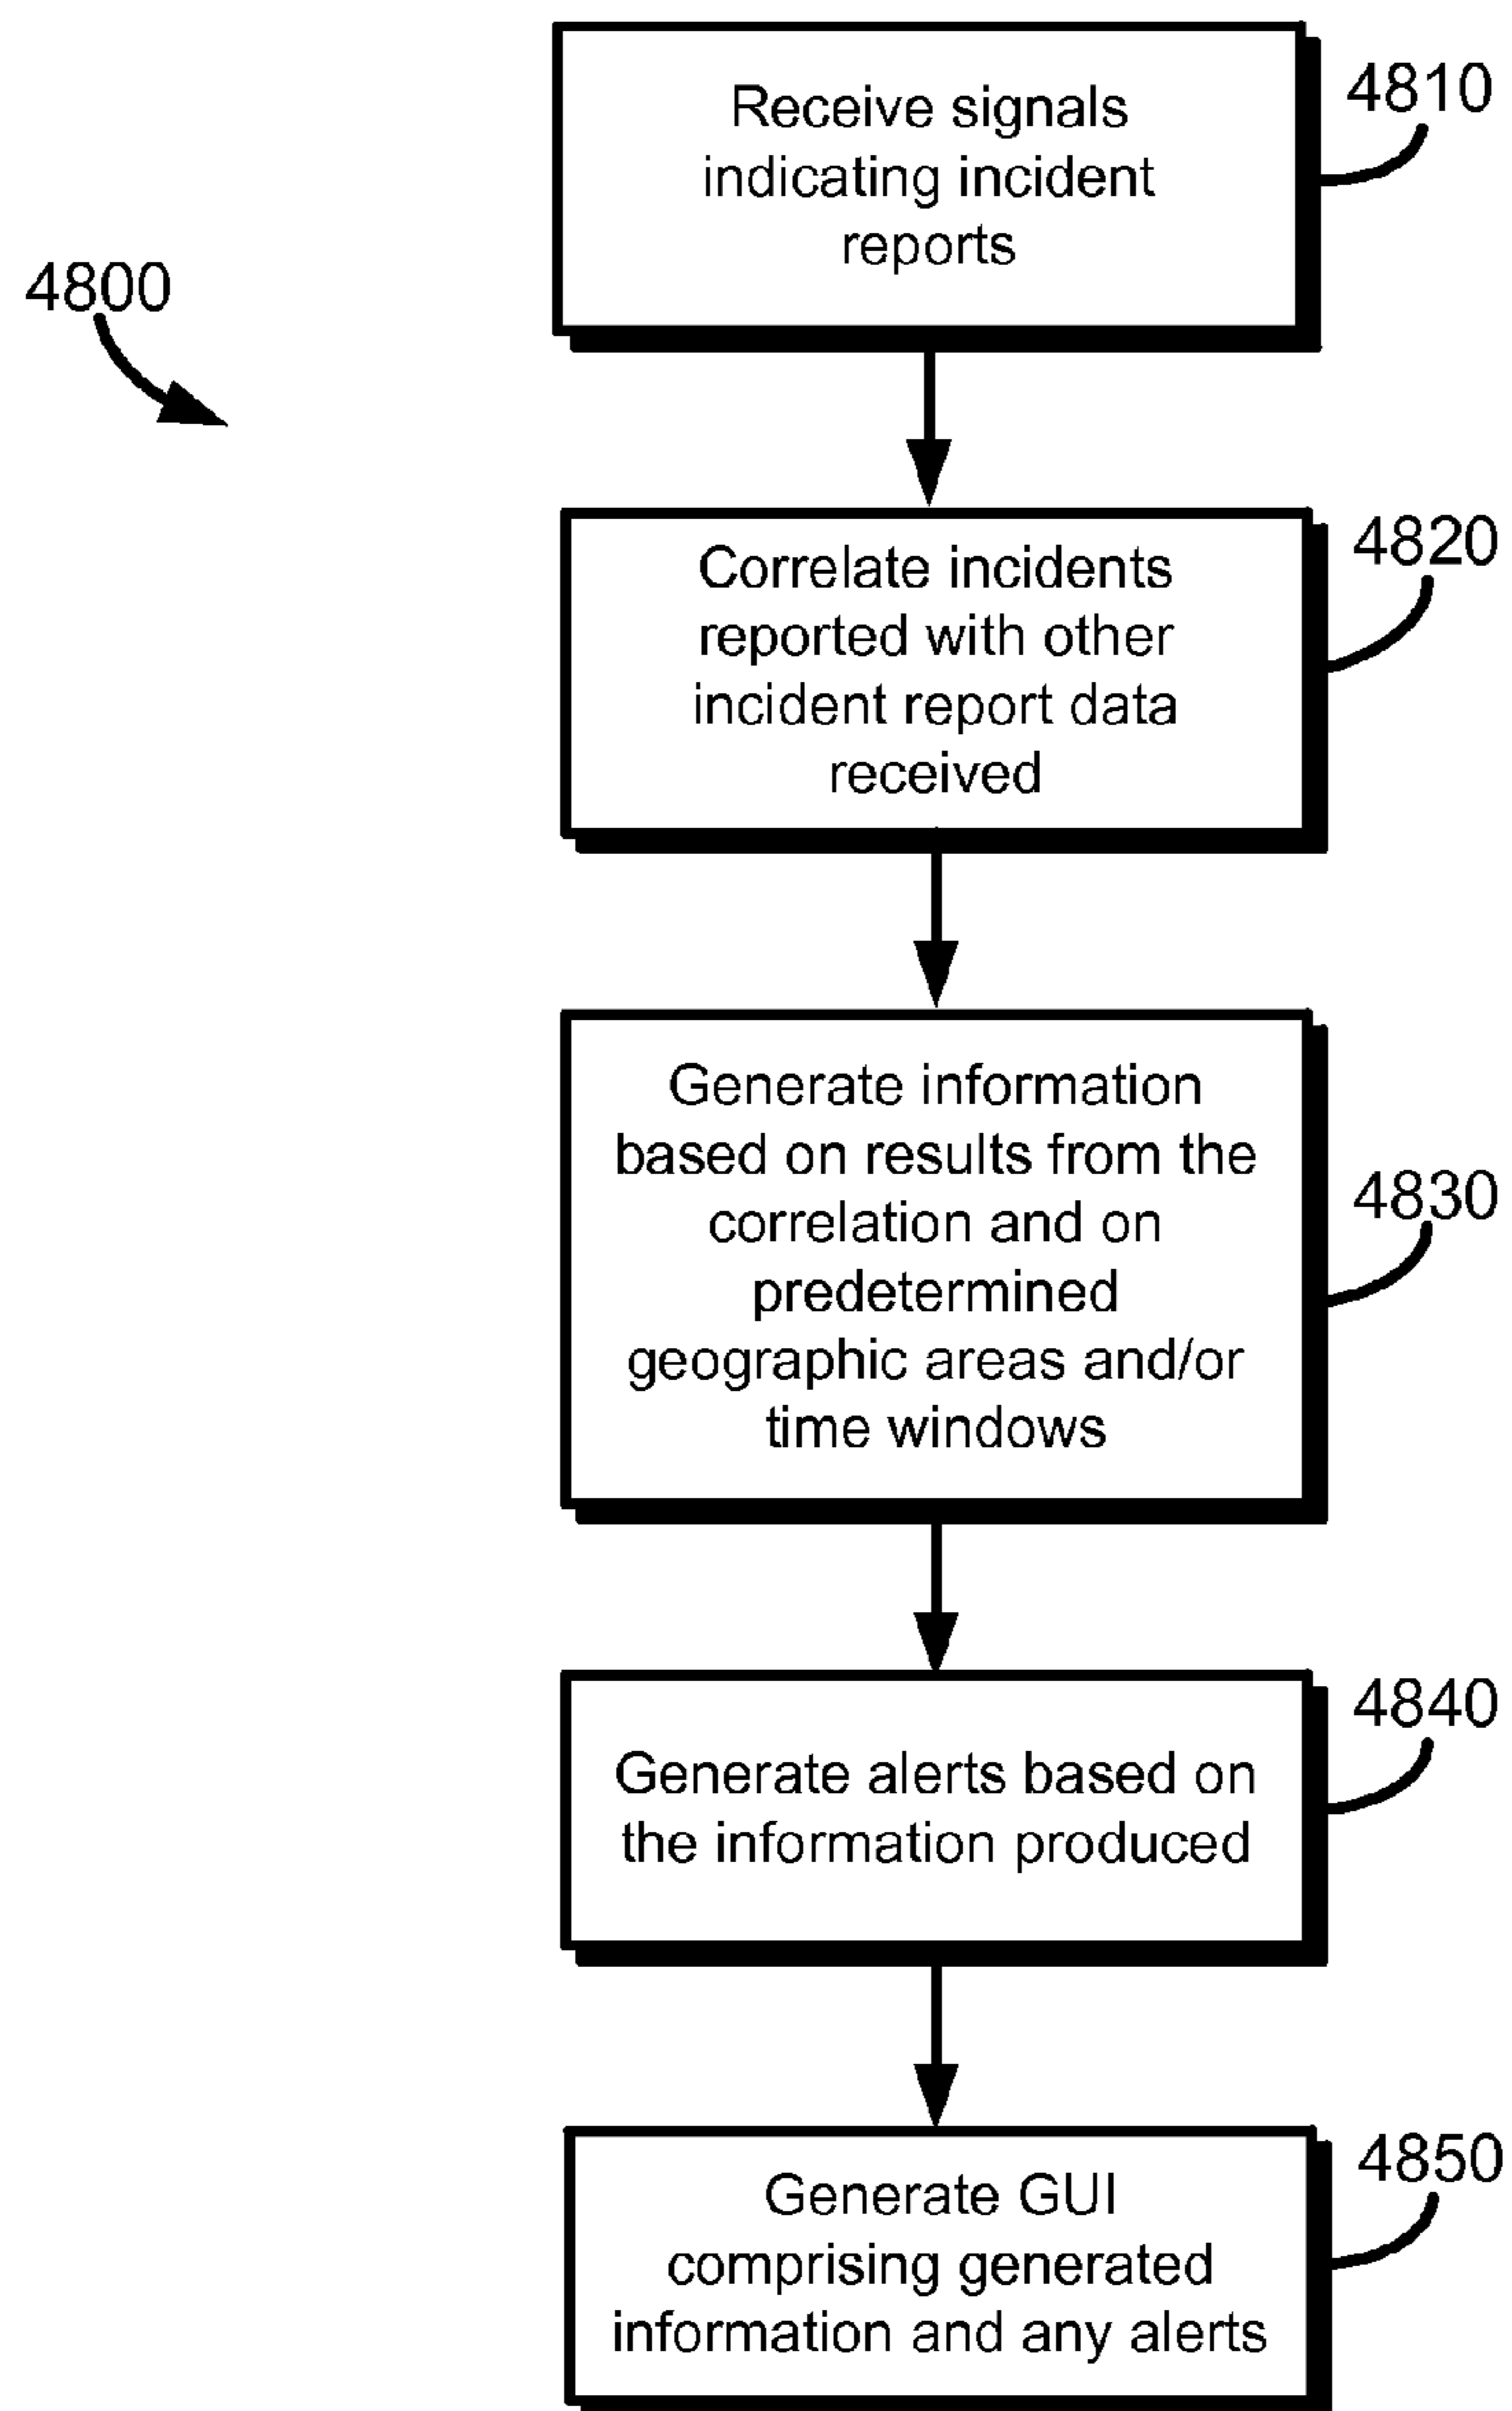 Receive signals
indicating incident
reports
4810
4800
Correlate incidents
reported with other
incident report data
received
4820
Generate information
based on results from the
correlation and on
predetermined
geographic areas and/or
time windows
4830
Generate alerts based on
the information produced
4840
Generate GUI
comprising generated
information and any alerts
4850